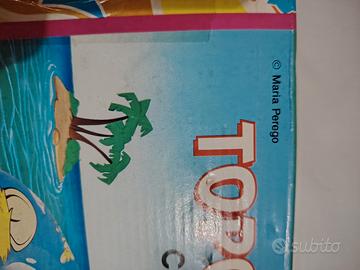 © Maria Perego
TOPO
C
subito